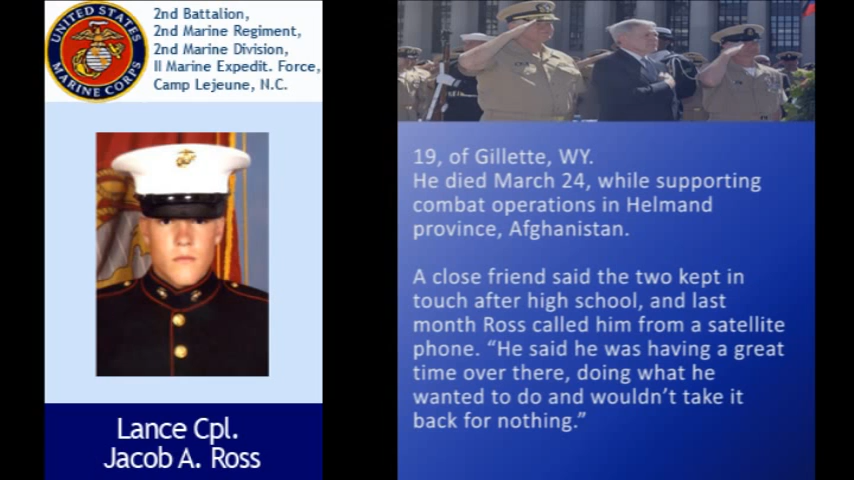 UNITED STATES
MARINE CORPS
2nd Battalion,
2nd Marine Regiment,
2nd Marine Division,
II Marine Expedit. Force,
Camp Lejeune, N.C.
Lance Cpl.
Jacob A. Ross
19, of Gillette, WY.
He died March 24, while supporting
combat operations in Helmand
province, Afghanistan.
A close friend said the two kept in
touch after high school, and last
month Ross called him from a satellite
phone. “He said he was having a great
time over there, doing what he
wanted to do and wouldn’t take it
back for nothing.”